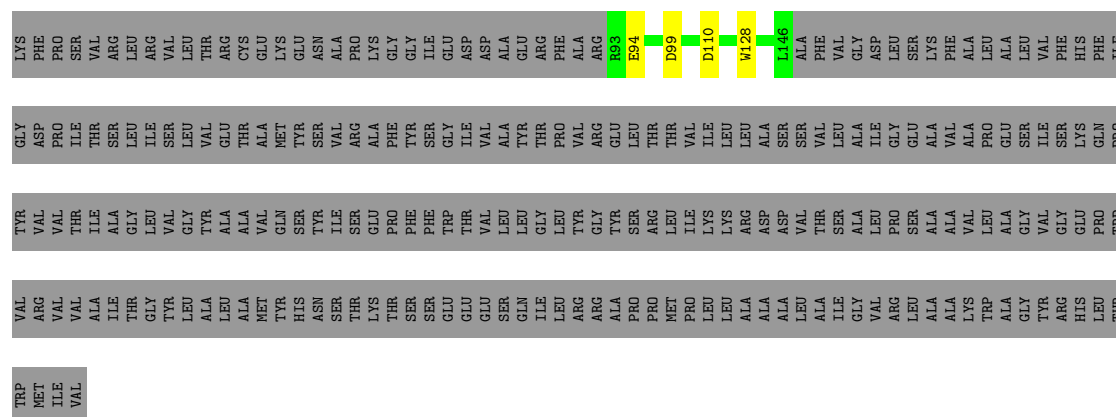 LYS PHE PRO SER VAL ARG LEU ARG VAL LEU THR ARG CYS GLU LYS GLU ASN ALA PRO LYS GLY GLY ILE GLU ASP ASP ALA GLU ARG PHE ALA ARG R93 E94 D99 D110 W128 L146 ALA PHE VAL GLY ASP LEU SER LYS PHE ALA LEU ALA LEU VAL PHE HIS PHE
GLY ASP PRO ILE THR SER LEU ILE SER LEU VAL GLU THR ALA MET TYR SER VAL ARG ALA PHE TYR SER GLY ILE VAL ALA TYR THR PRO VAL ARG GLU LEU THR THR VAL ILE LEU LEU ALA SER SER VAL LEU ALA ILE GLY GLU ALA VAL ALA PRO GLU SER ILE SER LYS GLN
TYR VAL VAL THR ILE ALA GLY LEU VAL GLY TYR ALA ALA VAL GLN SER TYR ILE SER GLU PRO PHE PHE TRP THR VAL LEU LEU GLY LEU TYR GLY TYR SER ARG LEU ILE LYS LYS ARG ASP ASP VAL THR SER ALA LEU PRO SER ALA ALA VAL LEU ALA GLY VAL GLY GLU PRO
VAL ARG VAL VAL ALA ILE THR GLY TYR LEU ALA LEU ALA MET TYR HIS ASN SER THR LYS THR SER SER GLU GLU GLU SER GLN ILE LEU ARG ARG ALA PRO PRO MET PRO LEU LEU ALA ALA ALA LEU ALA ILE GLY VAL ARG LEU ALA ALA LYS TRP ALA GLY TYR ARG HIS LEU
TRP MET ILE VAL